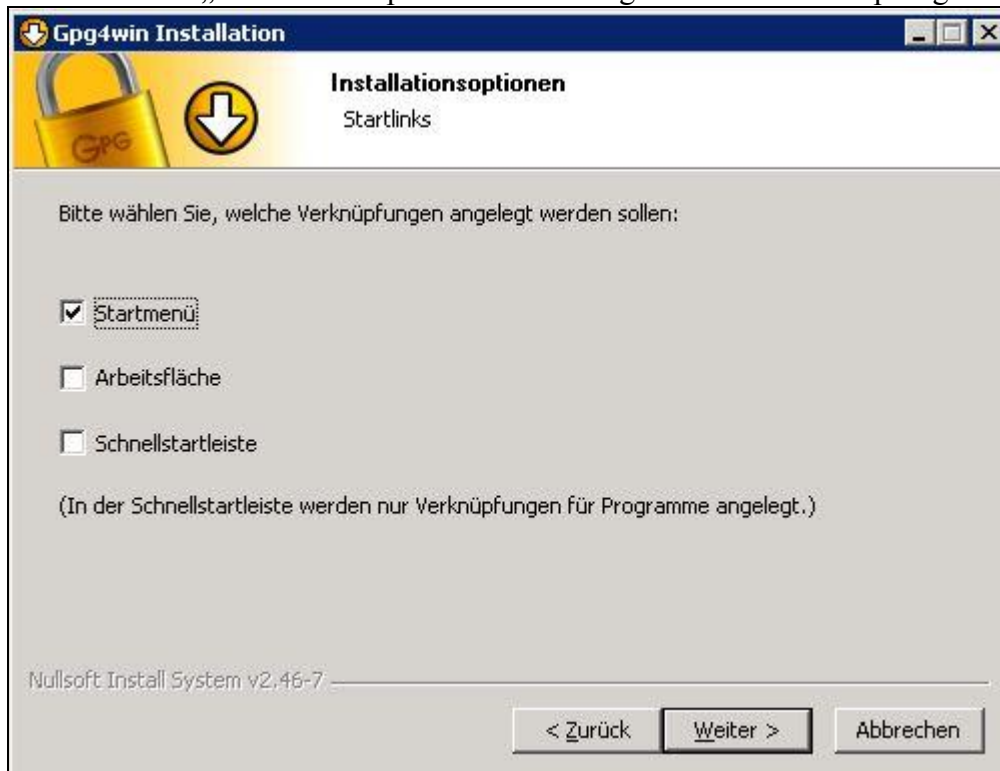 Gpg4win Installation
Installationsoptionen
Startlinks
GPG
Bitte wählen Sie, welche Verknüpfungen angelegt werden sollen:
Startmenü
Arbeitsfläche
Schnellstartleiste
(In der Schnellstartleiste werden nur Verknüpfungen für Programme angelegt.)
Nullsoft Install System v2.46-7
< Zurück
Weiter >
Abbrechen